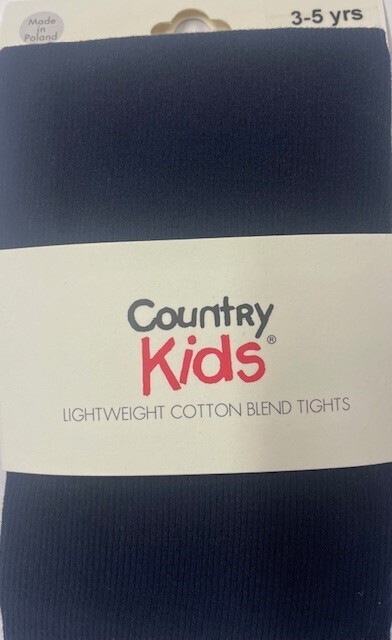 Made
in
Poland
3-5 yrs
Country
Kids®
LIGHTWEIGHT COTTON BLEND TIGHTS